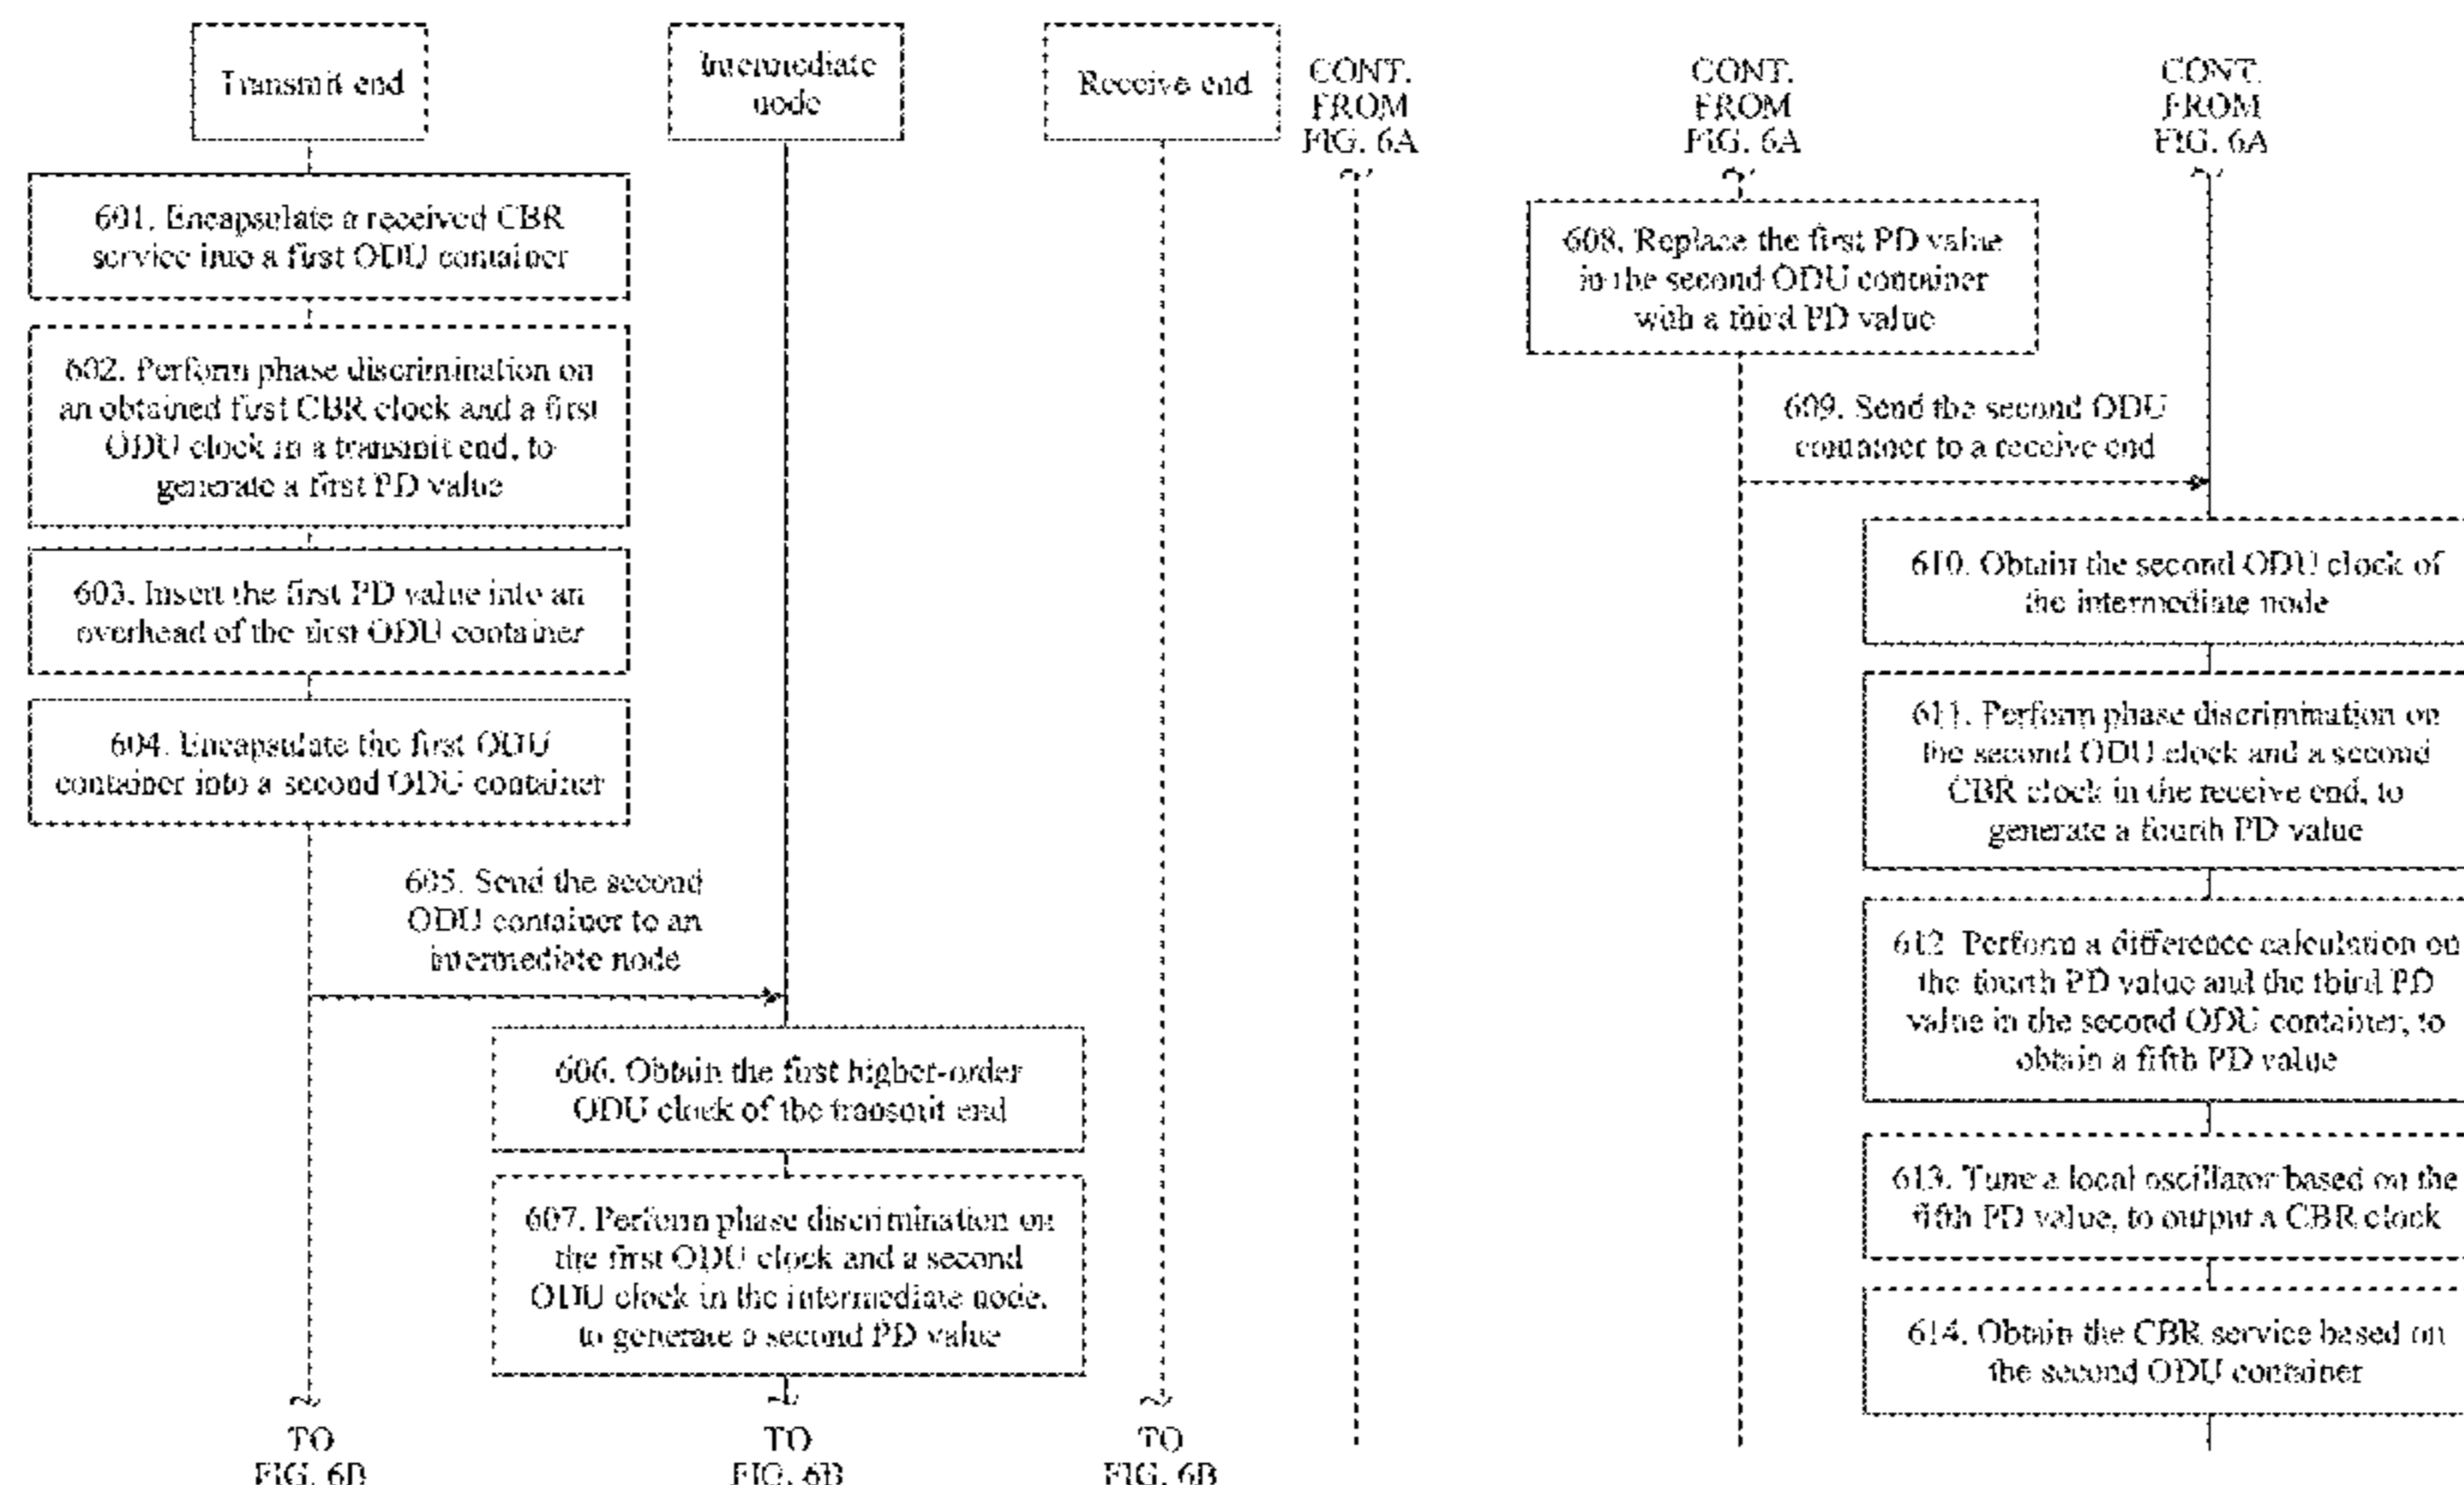 Transmit end
Intermediate
node
Receive end
601. Encapsulate a received CBR
service into a first ODU container
602. Perform phase discrimination on
an obtained first CBR clock and a first
ODU clock in a transmit end, to
generate a first PD value
603. Insert the first PD value into an
overhead of the first ODU container
604. Encapsulate the first ODU
container into a second ODU container
605. Send the second
ODU container to an
intermediate node
606. Obtain the first higher-order
ODU clock of the transmit end
607. Perform phase discrimination on
the first ODU clock and a second
ODU clock in the intermediate node,
to generate a second PD value
TO
FIG. 6B
TO
FIG. 6B
TO
FIG. 6B
CONT.
FROM
FIG. 6A
CONT.
FROM
FIG. 6A
CONT.
FROM
FIG. 6A
608. Replace the first PD value
in the second ODU container
with a third PD value
609. Send the second ODU
container to a receive end
610. Obtain the second ODU clock of
the intermediate node
611. Perform phase discrimination on
the second ODU clock and a second
CBR clock in the receive end, to
generate a fourth PD value
612. Perform a difference calculation on
the fourth PD value and the third PD
value in the second ODU container, to
obtain a fifth PD value
613. Tune a local oscillator based on the
fifth PD value, to output a CBR clock
614. Obtain the CBR service based on
the second ODU container